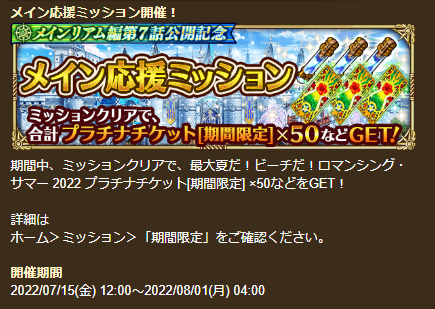 メイン応援ミッション開催！
メインリアム編第7話公開記念
メイン応援ミッション
ミッションクリアで、
合計プラチナチケット[期間限定]×50などGET!
期間中、ミッションクリアで、最大夏だ！ビーチだ！ロマンシング・
サマー 2022 プラチナチケット[期間限定] ×50などをGET！
詳細は
ホーム＞ミッション＞「期間限定」をご確認ください。
開催期間
2022/07/15(金) 12:00～2022/08/01(月) 04:00